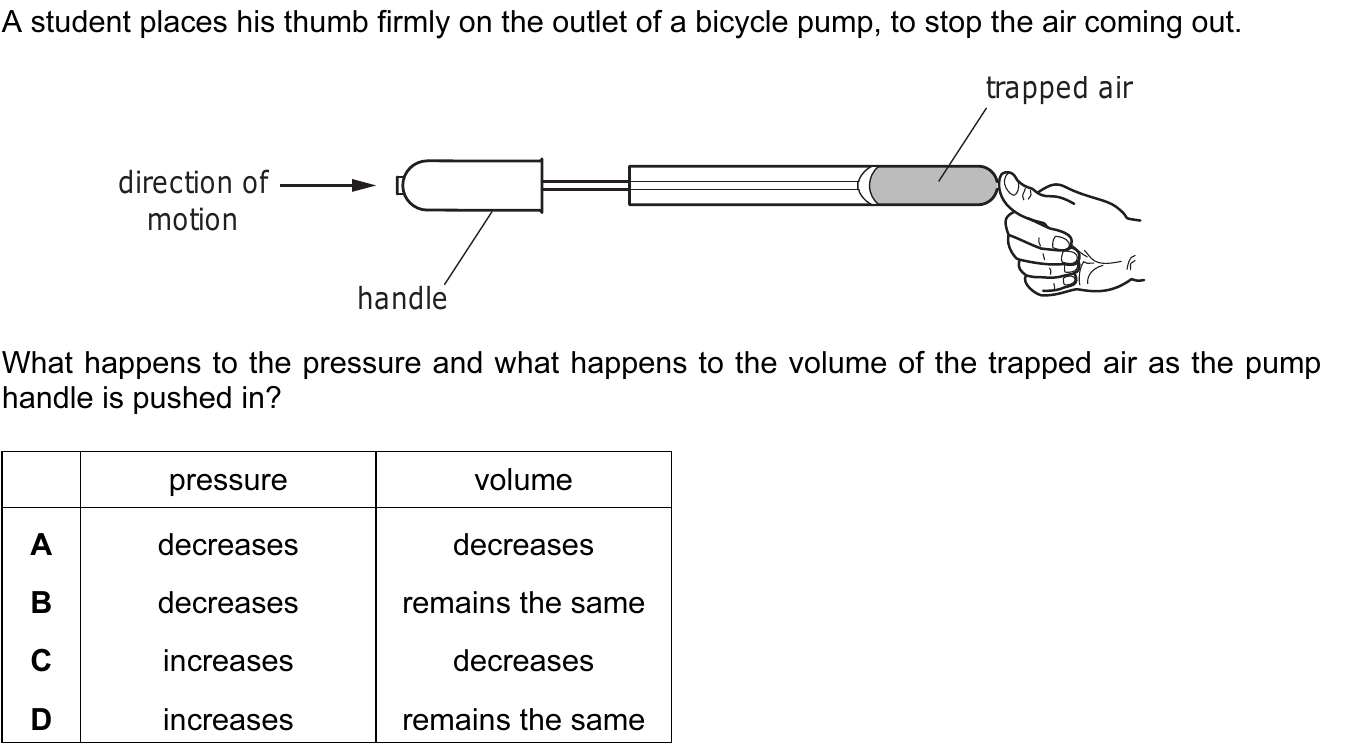 A student places his thumb firmly on the outlet of a bicycle pump, to stop the air coming out.
trapped air
direction of
motion
handle
What happens to the pressure and what happens to the volume of the trapped air as the pump
handle is pushed in?
pressure volume
A decreases decreases
B decreases remains the same
C increases decreases
D increases remains the same